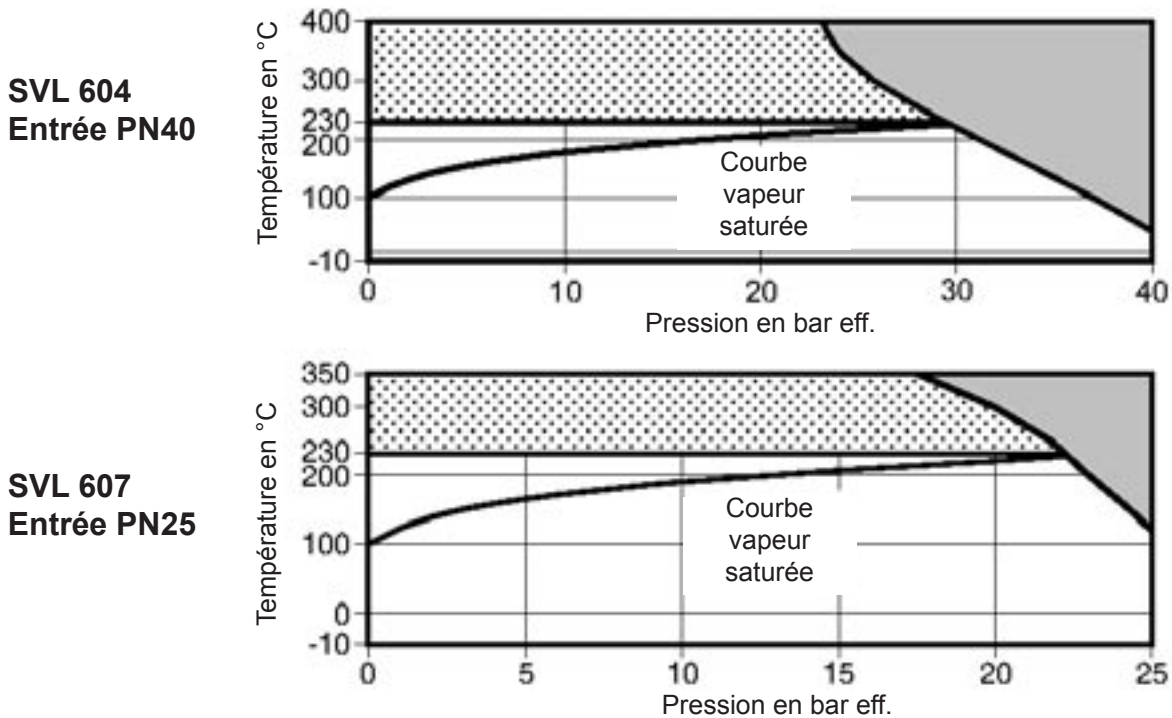 SVL 604
Entrée PN40
Température en °C
400
300
230
200
100
-10
Courbe
vapeur
saturée
0 10 20 30 40
Pression en bar eff.
SVL 607
Entrée PN25
Température en °C
350
300
230
200
100
0
-10
Courbe
vapeur
saturée
0 5 10 15 20 25
Pression en bar eff.